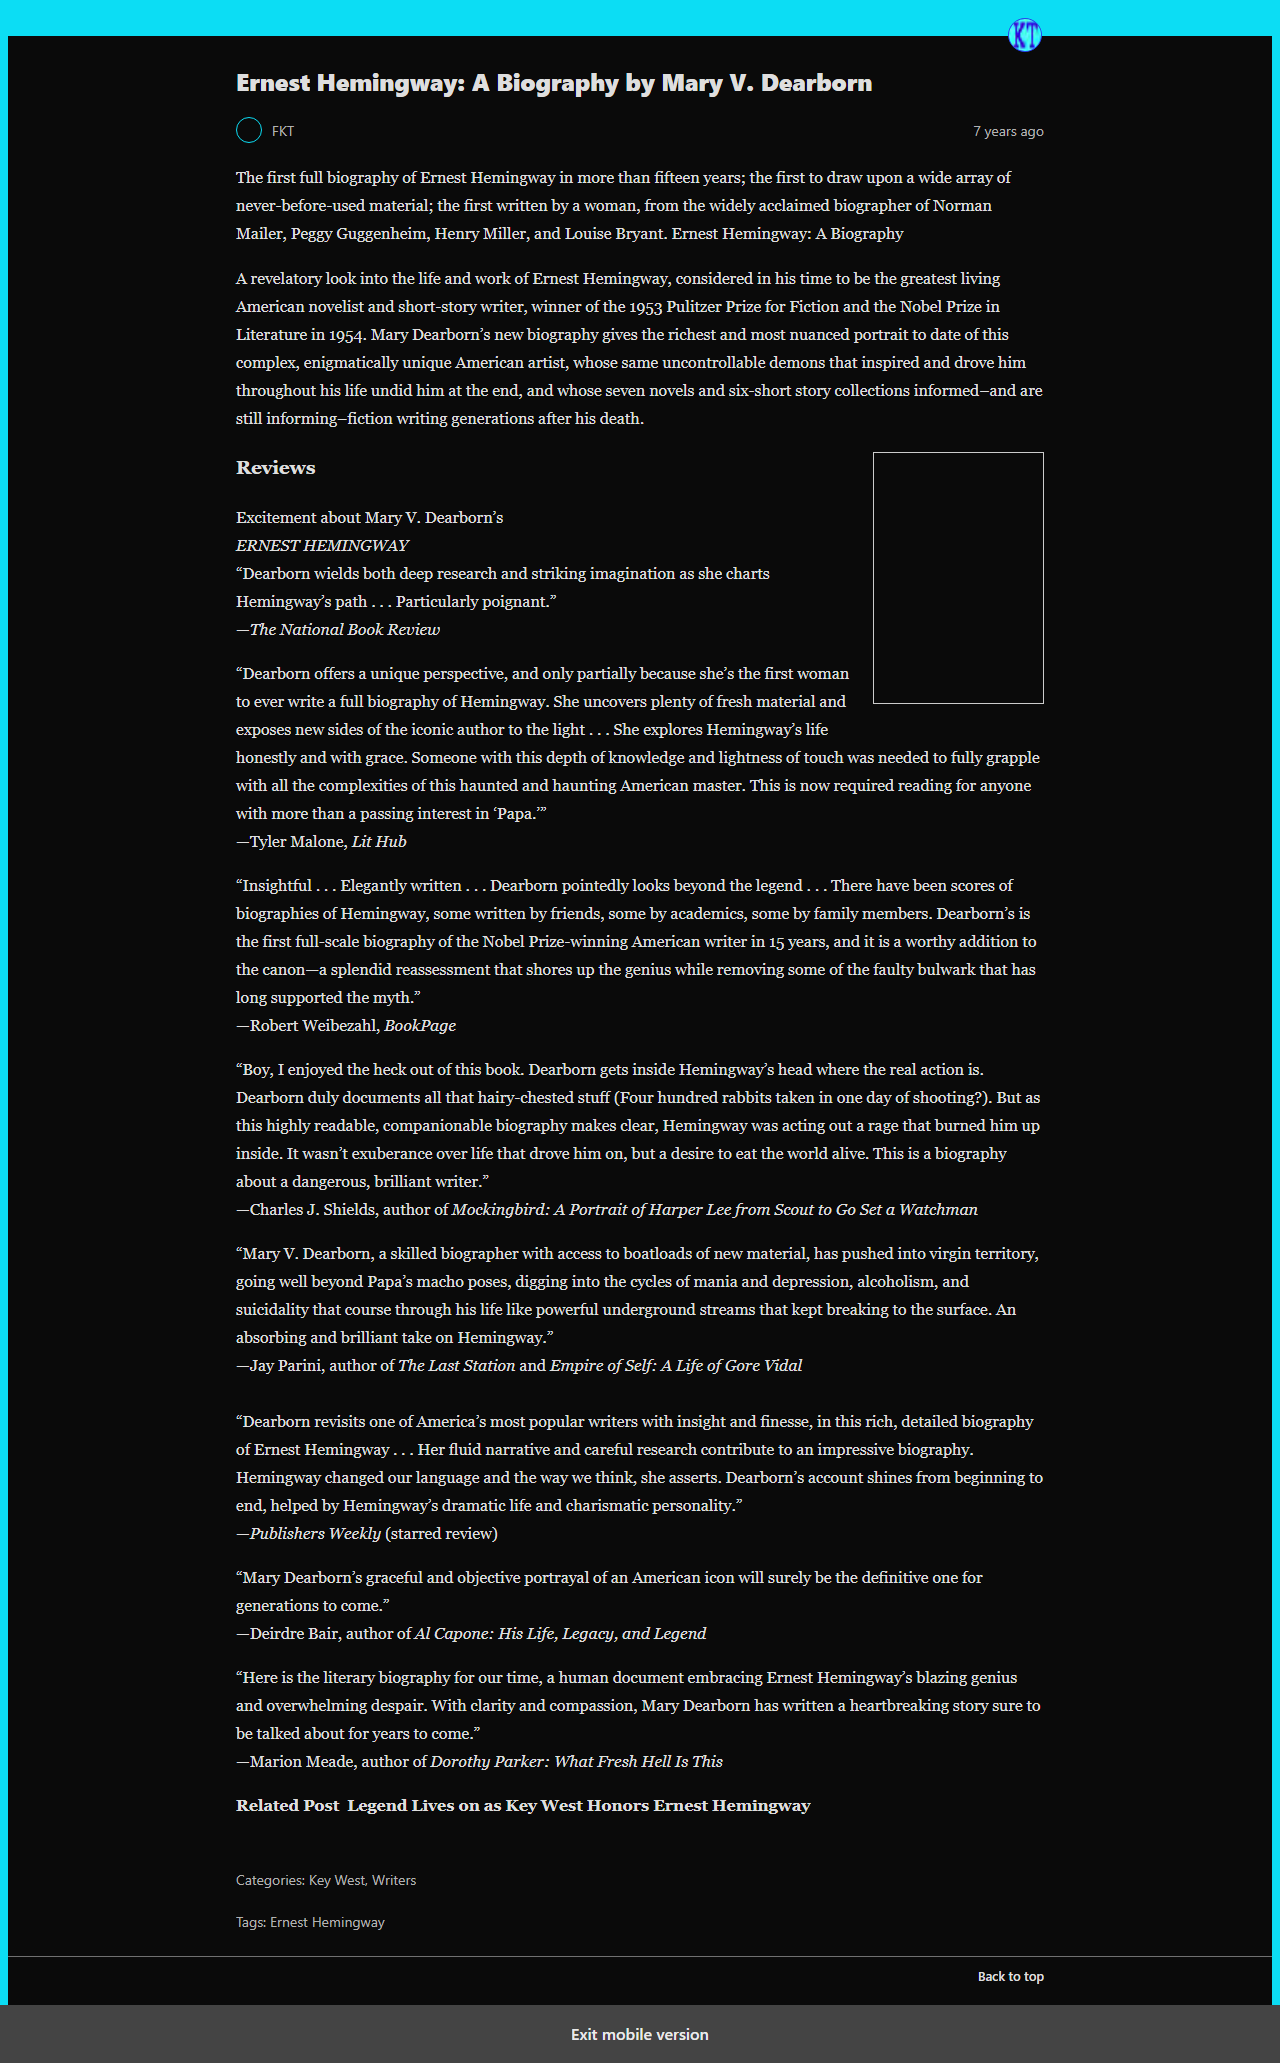 KT
Ernest Hemingway: A Biography by Mary V. Dearborn
FKT
7 years ago
The first full biography of Ernest Hemingway in more than fifteen years; the first to draw upon a wide array of
never-before-used material; the first written by a woman, from the widely acclaimed biographer of Norman
Mailer, Peggy Guggenheim, Henry Miller, and Louise Bryant. Ernest Hemingway: A Biography
A revelatory look into the life and work of Ernest Hemingway, considered in his time to be the greatest living
American novelist and short-story writer, winner of the 1953 Pulitzer Prize for Fiction and the Nobel Prize in
Literature in 1954. Mary Dearborn’s new biography gives the richest and most nuanced portrait to date of this
complex, enigmatically unique American artist, whose same uncontrollable demons that inspired and drove him
throughout his life undid him at the end, and whose seven novels and six-short story collections informed–and are
still informing–fiction writing generations after his death.
Reviews
Excitement about Mary V. Dearborn’s
ERNEST HEMINGWAY
“Dearborn wields both deep research and striking imagination as she charts
Hemingway’s path . . . Particularly poignant.”
—The National Book Review
“Dearborn offers a unique perspective, and only partially because she’s the first woman
to ever write a full biography of Hemingway. She uncovers plenty of fresh material and
exposes new sides of the iconic author to the light . . . She explores Hemingway’s life
honestly and with grace. Someone with this depth of knowledge and lightness of touch was needed to fully grapple
with all the complexities of this haunted and haunting American master. This is now required reading for anyone
with more than a passing interest in ‘Papa.’”
—Tyler Malone, Lit Hub
“Insightful . . . Elegantly written . . . Dearborn pointedly looks beyond the legend . . . There have been scores of
biographies of Hemingway, some written by friends, some by academics, some by family members. Dearborn’s is
the first full-scale biography of the Nobel Prize-winning American writer in 15 years, and it is a worthy addition to
the canon—a splendid reassessment that shores up the genius while removing some of the faulty bulwark that has
long supported the myth.”
—Robert Weibezahl, BookPage
“Boy, I enjoyed the heck out of this book. Dearborn gets inside Hemingway’s head where the real action is.
Dearborn duly documents all that hairy-chested stuff (Four hundred rabbits taken in one day of shooting?). But as
this highly readable, companionable biography makes clear, Hemingway was acting out a rage that burned him up
inside. It wasn’t exuberance over life that drove him on, but a desire to eat the world alive. This is a biography
about a dangerous, brilliant writer.”
—Charles J. Shields, author of Mockingbird: A Portrait of Harper Lee from Scout to Go Set a Watchman
“Mary V. Dearborn, a skilled biographer with access to boatloads of new material, has pushed into virgin territory,
going well beyond Papa’s macho poses, digging into the cycles of mania and depression, alcoholism, and
suicidality that course through his life like powerful underground streams that kept breaking to the surface. An
absorbing and brilliant take on Hemingway.”
—Jay Parini, author of The Last Station and Empire of Self: A Life of Gore Vidal
“Dearborn revisits one of America’s most popular writers with insight and finesse, in this rich, detailed biography
of Ernest Hemingway . . . Her fluid narrative and careful research contribute to an impressive biography.
Hemingway changed our language and the way we think, she asserts. Dearborn’s account shines from beginning to
end, helped by Hemingway’s dramatic life and charismatic personality.”
—Publishers Weekly (starred review)
“Mary Dearborn’s graceful and objective portrayal of an American icon will surely be the definitive one for
generations to come.”
—Deirdre Bair, author of Al Capone: His Life, Legacy, and Legend
“Here is the literary biography for our time, a human document embracing Ernest Hemingway’s blazing genius
and overwhelming despair. With clarity and compassion, Mary Dearborn has written a heartbreaking story sure to
be talked about for years to come.”
—Marion Meade, author of Dorothy Parker: What Fresh Hell Is This
Related Post  Legend Lives on as Key West Honors Ernest Hemingway
Categories: Key West, Writers
Tags: Ernest Hemingway
Back to top
Exit mobile version